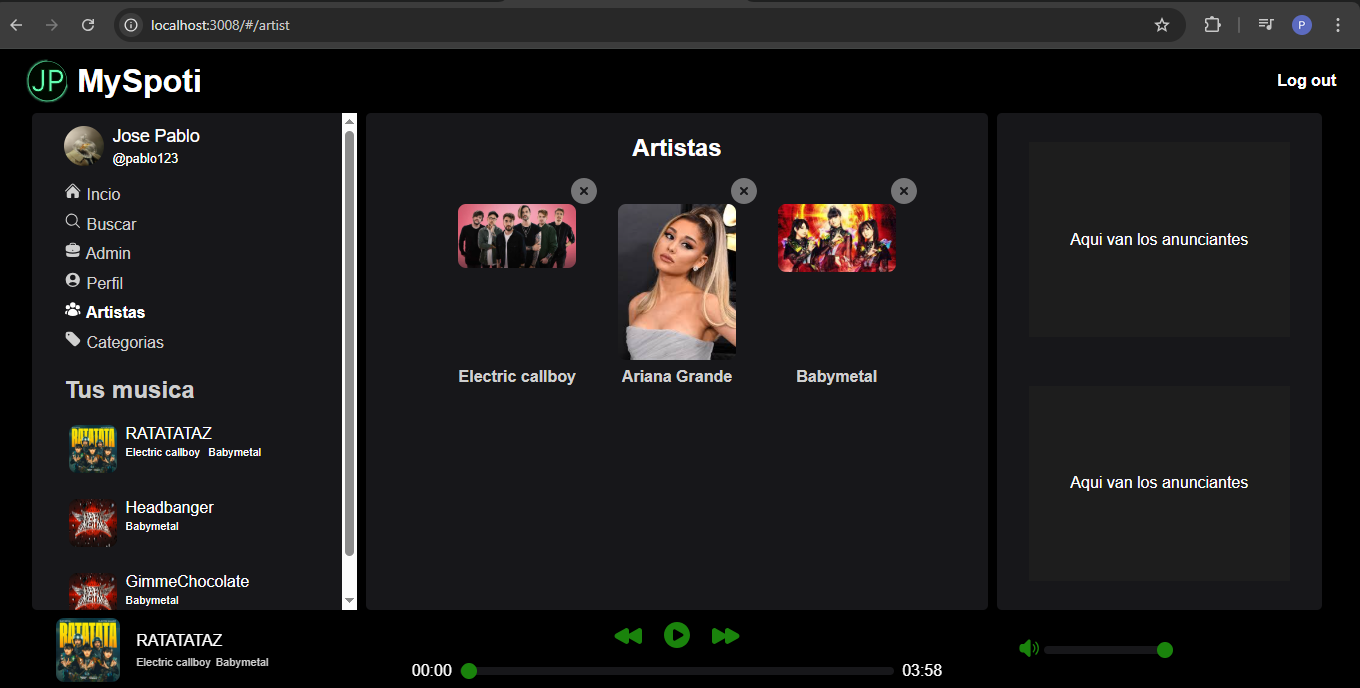 localhost:3008/#/artist
P
JP MySpoti
Log out
Jose Pablo
@pablo123
Incio
Buscar
Admin
Perfil
Artistas
Categorias
Tus musica
RATATATAZ
Electric callboy Babymetal
Headbanger
Babymetal
GimmeChocolate
Babymetal
Artistas
Electric callboy
Ariana Grande
Babymetal
Aqui van los anunciantes
Aqui van los anunciantes
RATATATAZ
Electric callboy Babymetal
00:00
03:58